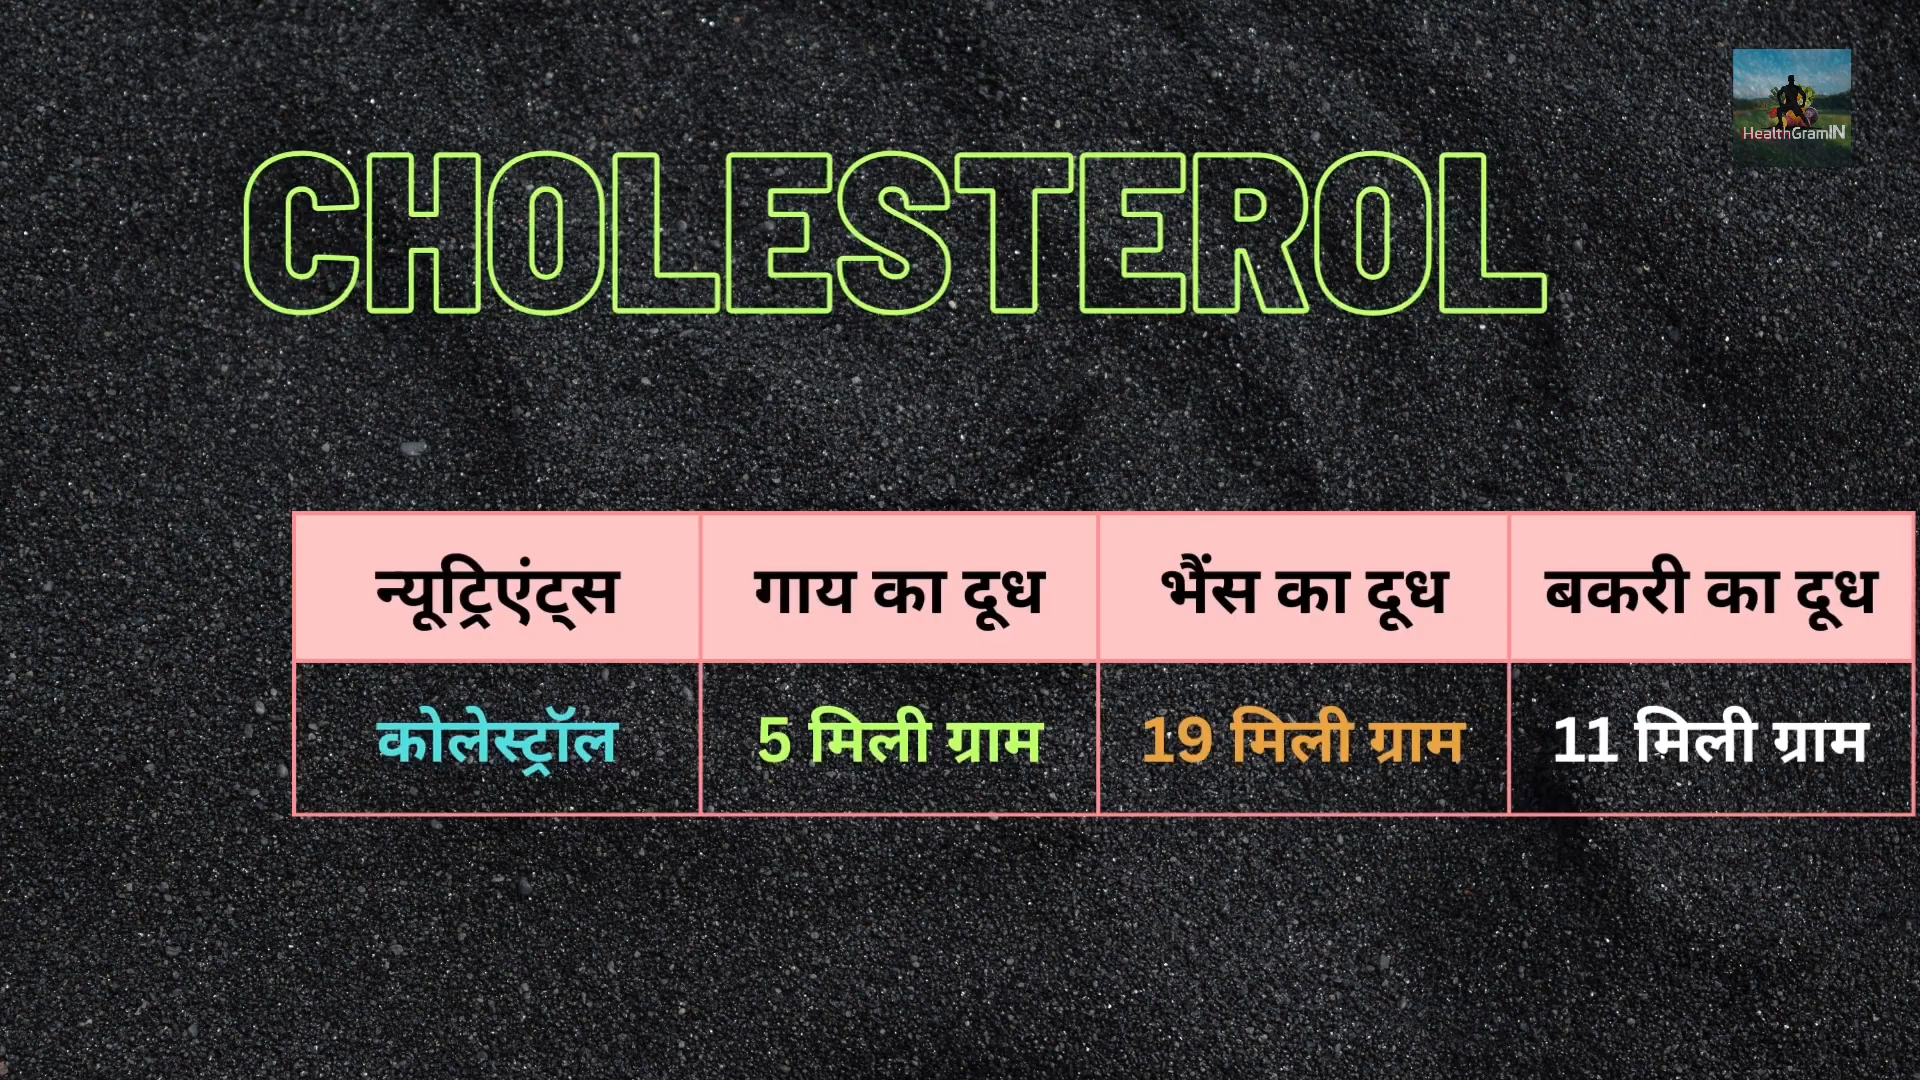 HealthGramIN
CHOLESTEROL
न्यूट्रिएंट्स गाय का दूध भैंस का दूध बकरी का दूध
कोलेस्ट्रॉल 5 मिली ग्राम 19 मिली ग्राम 11 मिली ग्राम